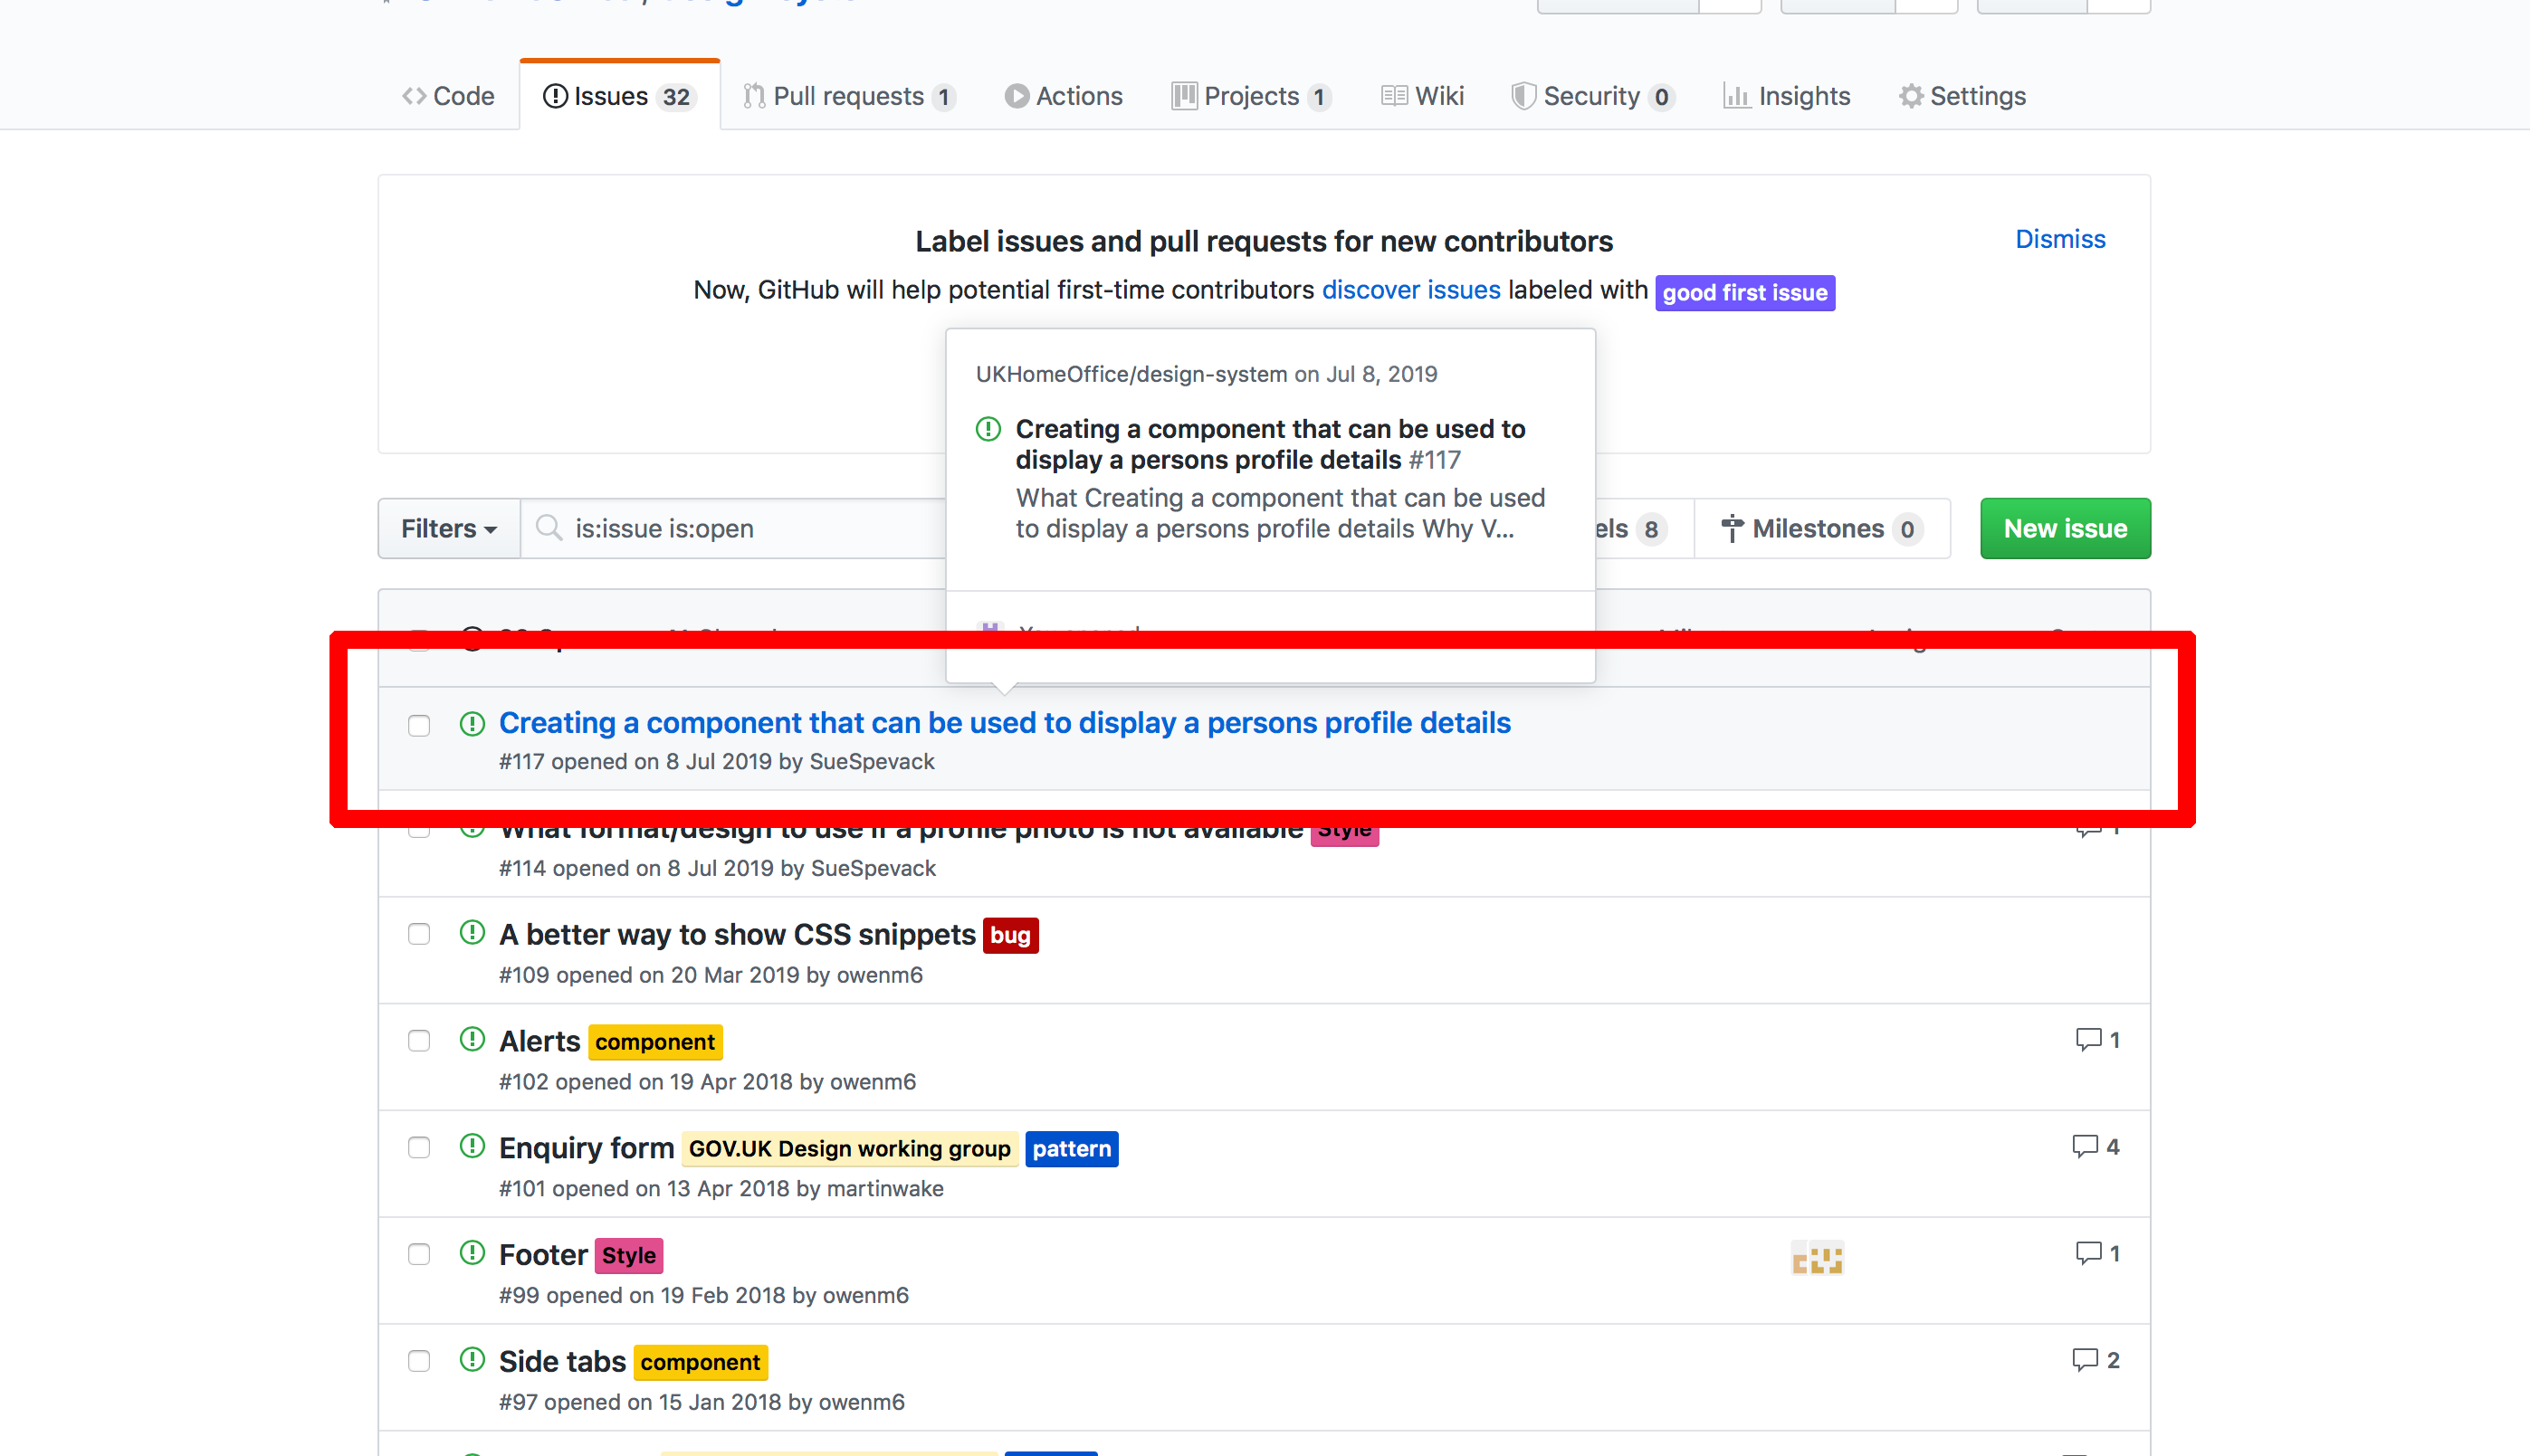 Code Issues 32 Pull requests 1 Actions Projects 1 Wiki Security 0 Insights Settings
Label issues and pull requests for new contributors
Dismiss
Now, GitHub will help potential first-time contributors discover issues labeled with good first issue
UKHomeOffice/design-system on Jul 8, 2019
Creating a component that can be used to
display a persons profile details #117
What Creating a component that can be used
to display a persons profile details Why V...
Filters is:issue is:open 8 Milestones 0 New issue
Creating a component that can be used to display a persons profile details
#117 opened on 8 Jul 2019 by SueSpevack
What format/design to use if a profile photo is not available Style 1
#114 opened on 8 Jul 2019 by SueSpevack
A better way to show CSS snippets bug
#109 opened on 20 Mar 2019 by owenm6
Alerts component 1
#102 opened on 19 Apr 2018 by owenm6
Enquiry form GOV.UK Design working group pattern 4
#101 opened on 13 Apr 2018 by martinwake
Footer Style 1
#99 opened on 19 Feb 2018 by owenm6
Side tabs component 2
#97 opened on 15 Jan 2018 by owenm6